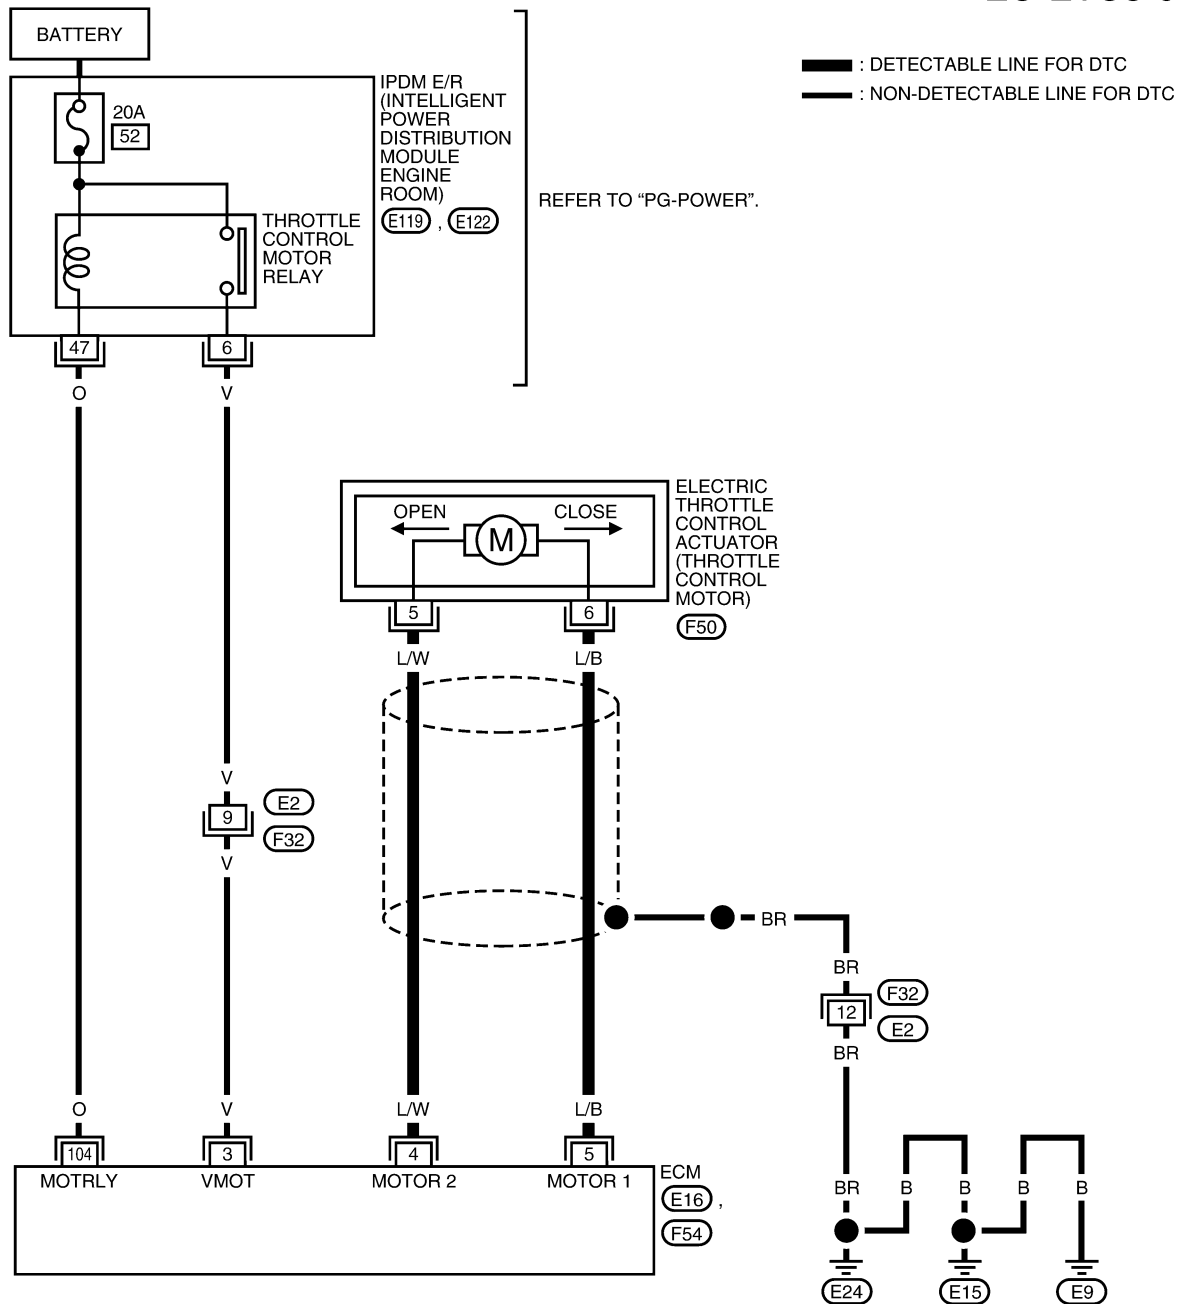 BATTERY
: DETECTABLE LINE FOR DTC
: NON-DETECTABLE LINE FOR DTC
20A
52
IPDM E/R
(INTELLIGENT
POWER
DISTRIBUTION
MODULE
ENGINE
ROOM)
E119 , E122
REFER TO “PG-POWER”.
THROTTLE
CONTROL
MOTOR
RELAY
47 6
O V
ELECTRIC
THROTTLE
CONTROL
ACTUATOR
(THROTTLE
CONTROL
MOTOR)
F50
OPEN CLOSE
M
5 6
L/W L/B
V
9
E2
F32
V
BR
BR
12
F32
E2
BR
O V L/W L/B
104 3 4 5
MOTRLY VMOT MOTOR 2 MOTOR 1
ECM
E16 ,
F54
BR B B B B
E24 E15 E9